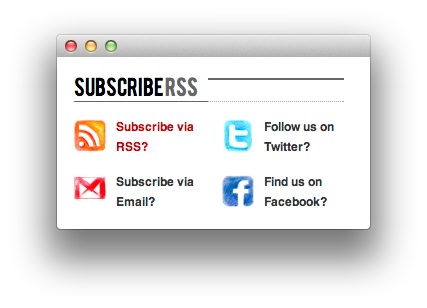 SUBSCRIBERSS
Subscribe via
RSS?
Follow us on
Twitter?
Subscribe via
Email?
Find us on
Facebook?